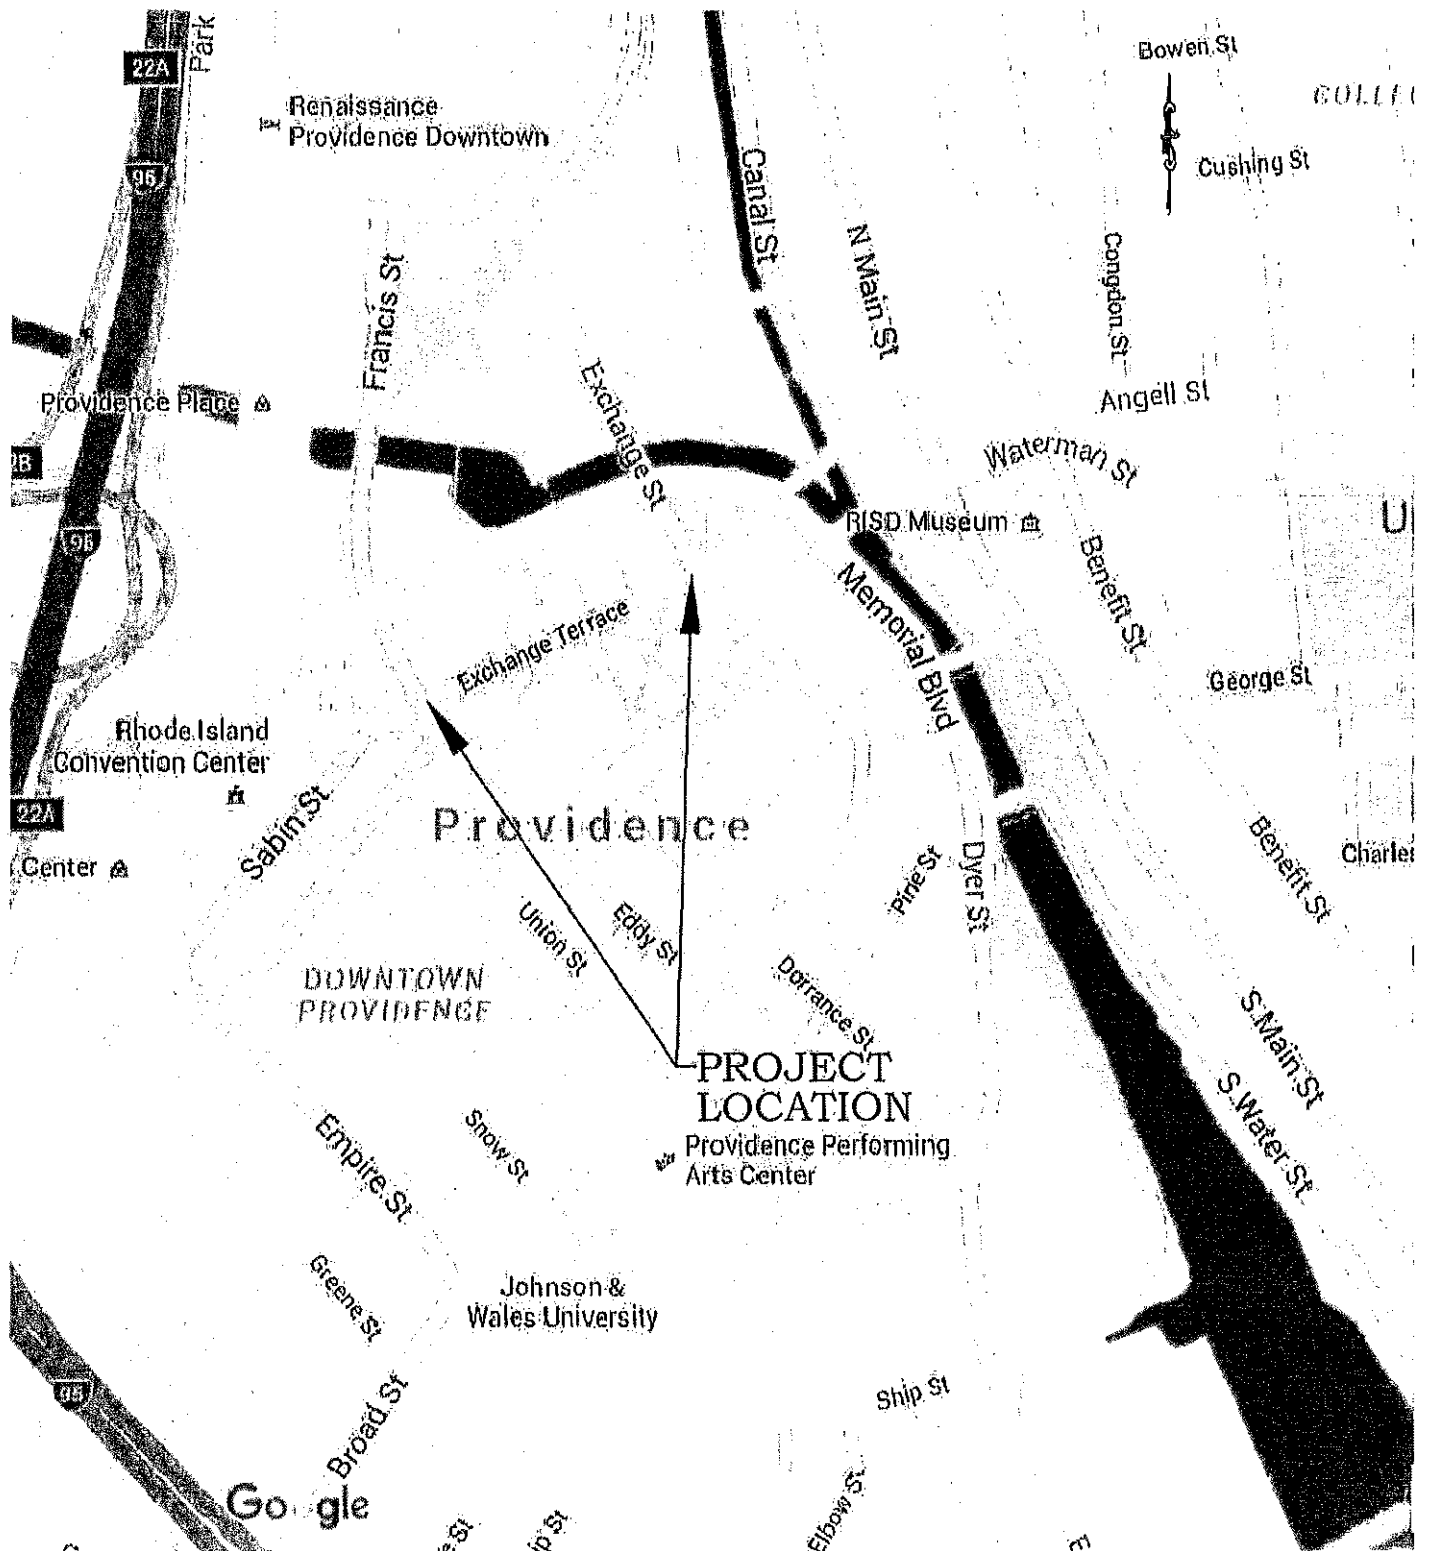 Park
22A
Bowen St
Renaissance
Providence Downtown
95
Cushing St
Canal St
N Main St
Francis St
Congdon St
Providence Place
Exchange St
Angell St
Waterman St
2B
RISD Museum
95
Benefit St
Memorial Blvd
Exchange Terrace
George St
Rhode Island
Convention Center
22A
Sabin St
Providence
Center
Pine St
Dyer St
Benefit St
Charles
Union St
Eddy St
DOWNTOWN
PROVIDENCE
Dorrance St
S Main St
PROJECT
LOCATION
S Water St
Empire St
Snow St
Providence Performing
Arts Center
Greene St
Johnson &
Wales University
95
Broad St
Ship St
Google
Elbow St